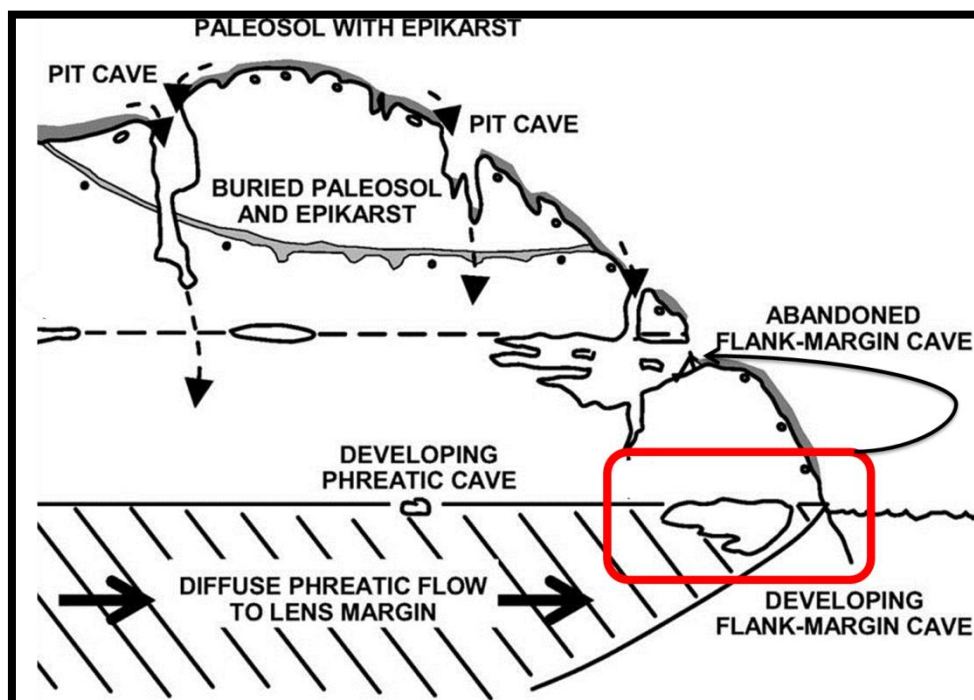 PALEOSOL WITH EPIKARST
PIT CAVE
PIT CAVE
BURIED PALEOSOL
AND EPIKARST
ABANDONED
FLANK-MARGIN CAVE
DEVELOPING
PHREATIC CAVE
DIFFUSE PHREATIC FLOW
TO LENS MARGIN
DEVELOPING
FLANK-MARGIN CAVE